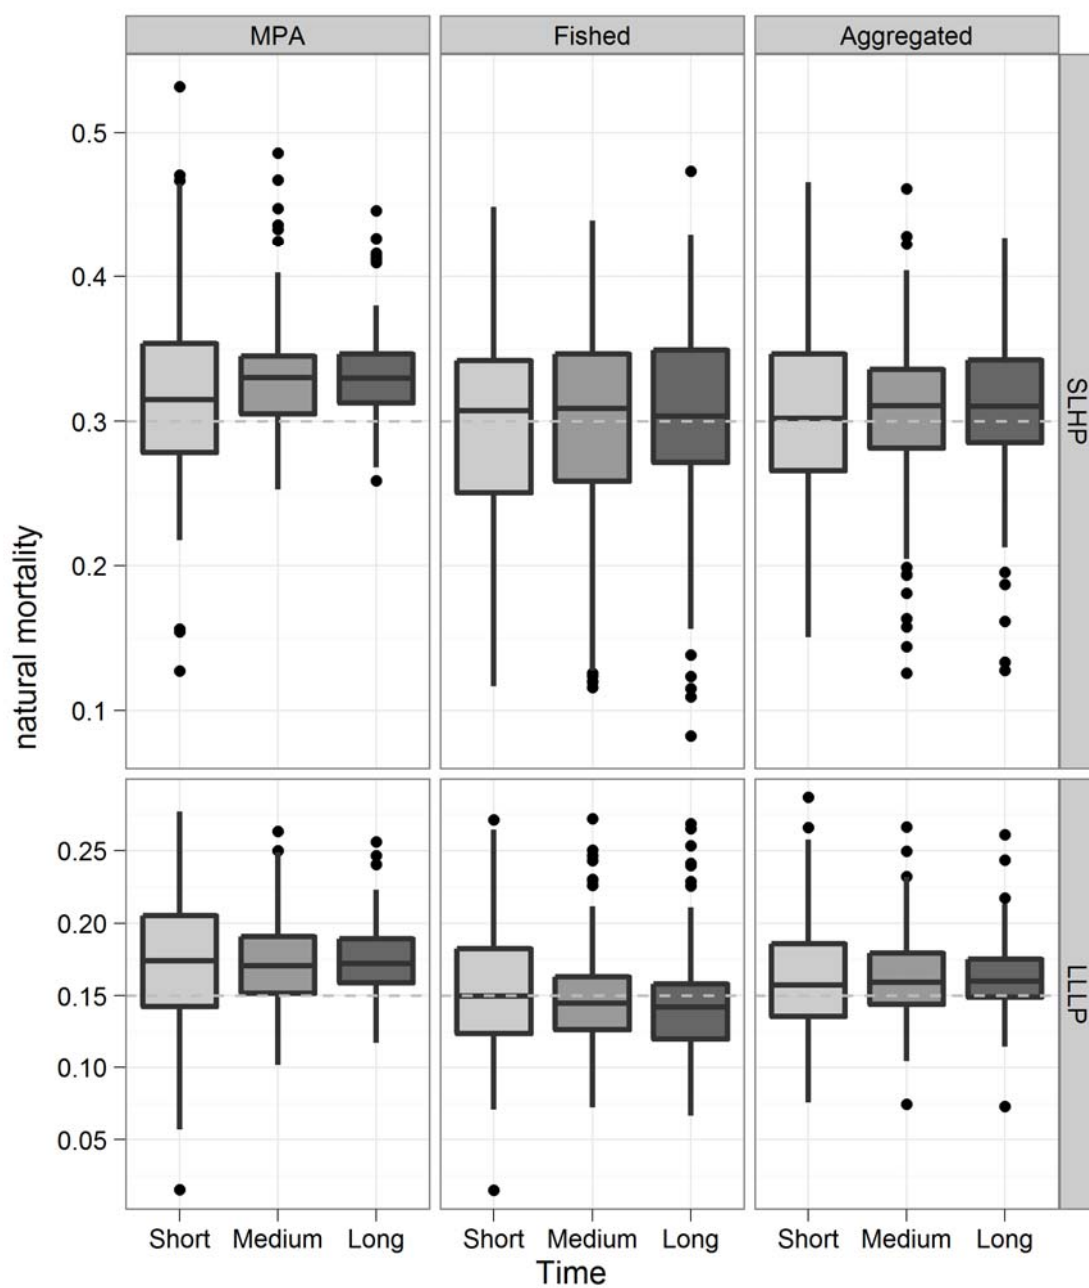 MPA Fished Aggregated
0.5
0.4
0.3
0.2
0.1
SLHP
natural mortality
0.25
0.20
0.15
0.10
0.05
LLLP
Short Medium Long Short Medium Long Short Medium Long
Time